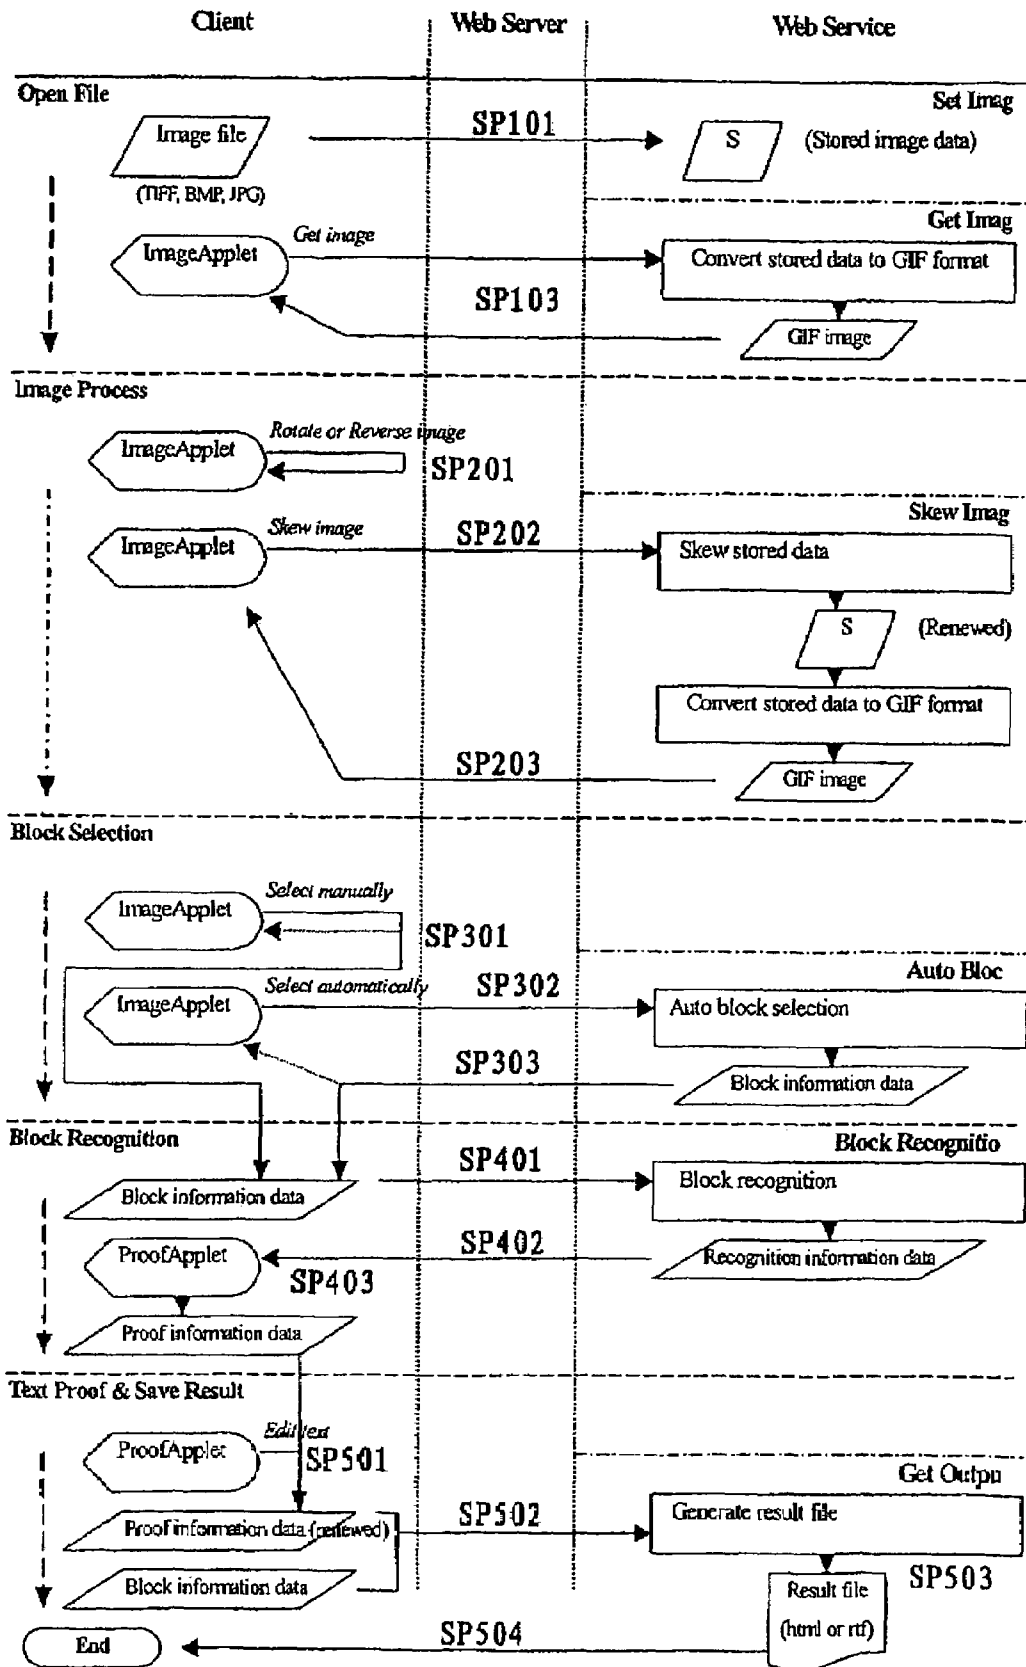 Client Web Server Web Service
Open File
Set Imag
Image file
SP101
S
(Stored image data)
(TIFF, BMP, JPG)
Get Imag
ImageApplet
Get image
Convert stored data to GIF format
SP103
GIF image
Image Process
ImageApplet
Rotate or Reverse image
SP201
Skew Imag
ImageApplet
Skew image
SP202
Skew stored data
S
(Renewed)
Convert stored data to GIF format
SP203
GIF image
Block Selection
ImageApplet
Select manually
SP301
Auto Bloc
ImageApplet
Select automatically
SP302
Auto block selection
SP303
Block information data
Block Recognition
Block Recognitio
SP401
Block information data
Block recognition
ProofApplet
SP402
Recognition information data
SP403
Proof information data
Text Proof & Save Result
ProofApplet
Edit text
SP501
Get Outpu
Proof information data (renewed)
SP502
Generate result file
Block information data
SP503
Result file
(html or rtf)
End
SP504